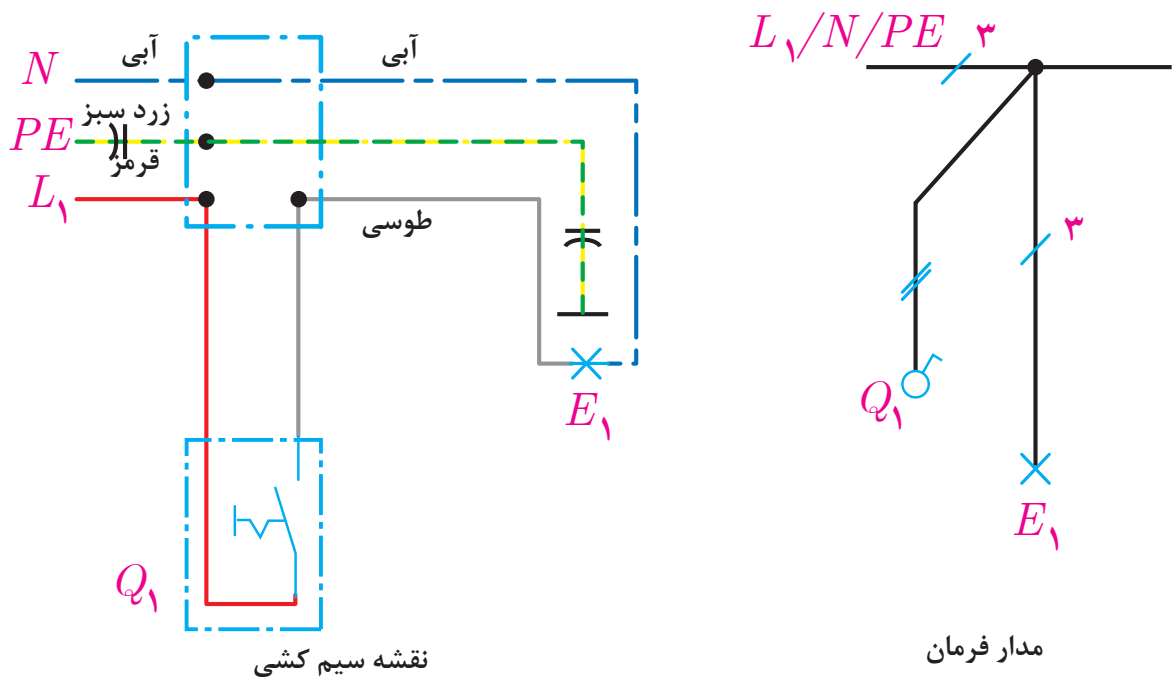 N آبی آبی
زرد سبز
PE
قرمز
L۱
طوسی
E۱
Q۱
نقشه سیم کشی
L۱/N/PE ۳
۳
Q۱
E۱
مدار فرمان